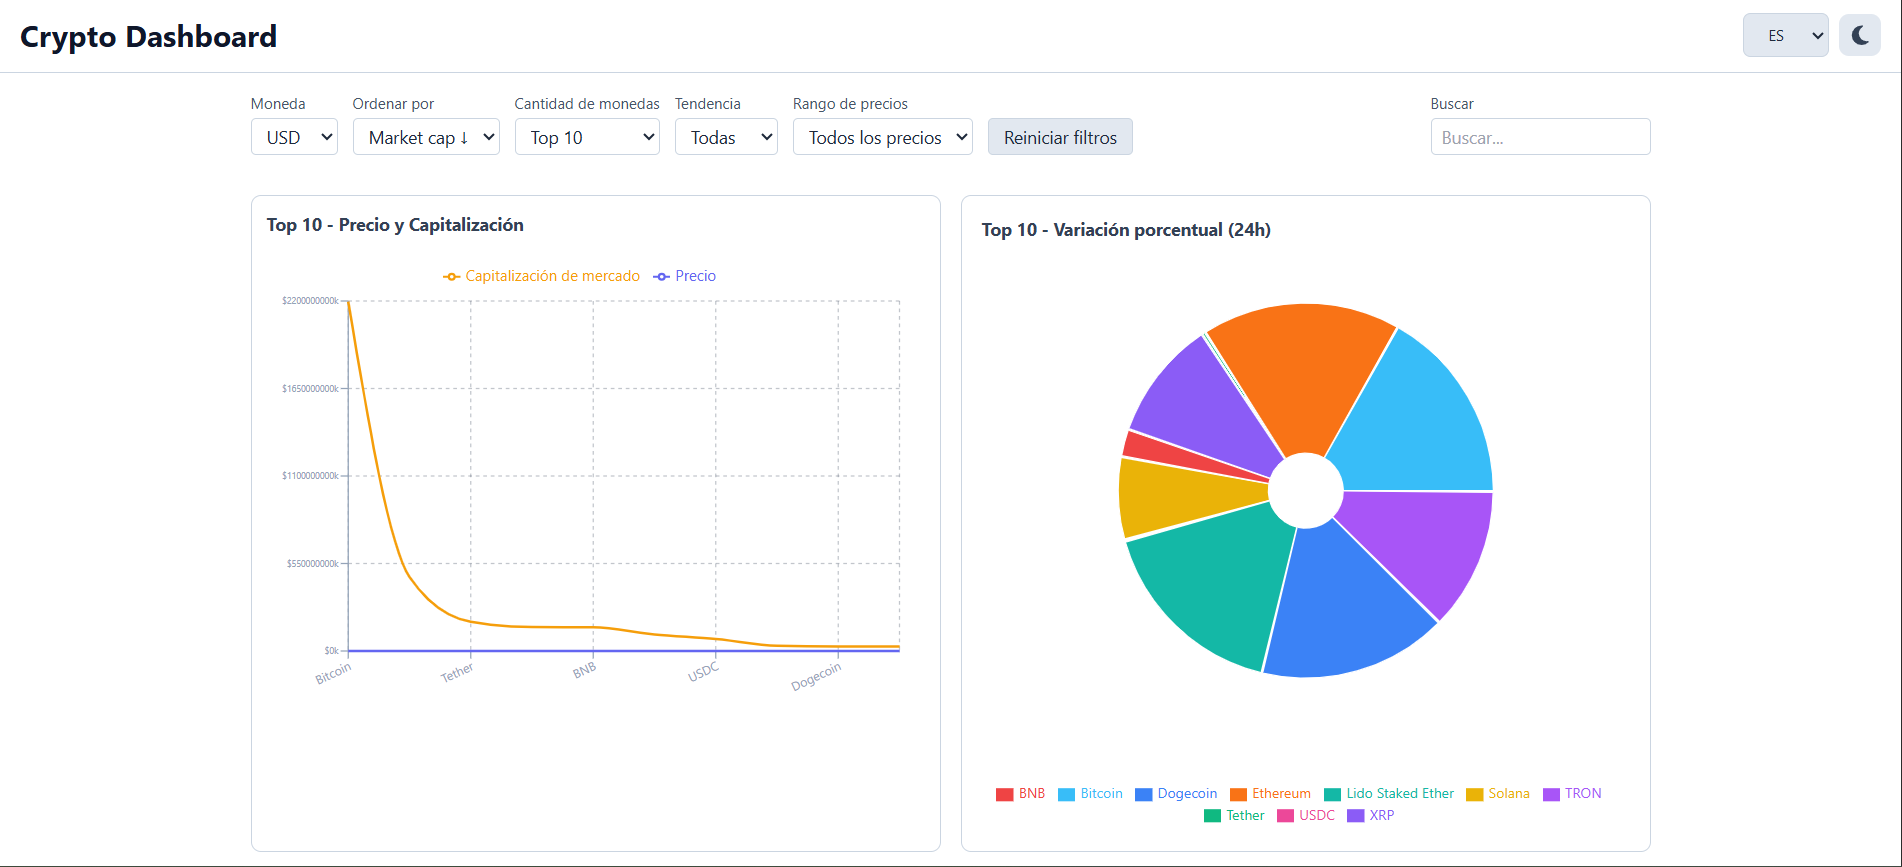 Crypto Dashboard
ES
Moneda Ordenar por Cantidad de monedas Tendencia Rango de precios Buscar
USD Market cap ↓ Top 10 Todas Todos los precios Reiniciar filtros Buscar...
Top 10 - Precio y Capitalización
Capitalización de mercado Precio
$2200000000k
$1650000000k
$1100000000k
$550000000k
$0k
Bitcoin Tether BNB USDC Dogecoin
Top 10 - Variación porcentual (24h)
BNB Bitcoin Dogecoin Ethereum Lido Staked Ether Solana TRON
Tether USDC XRP